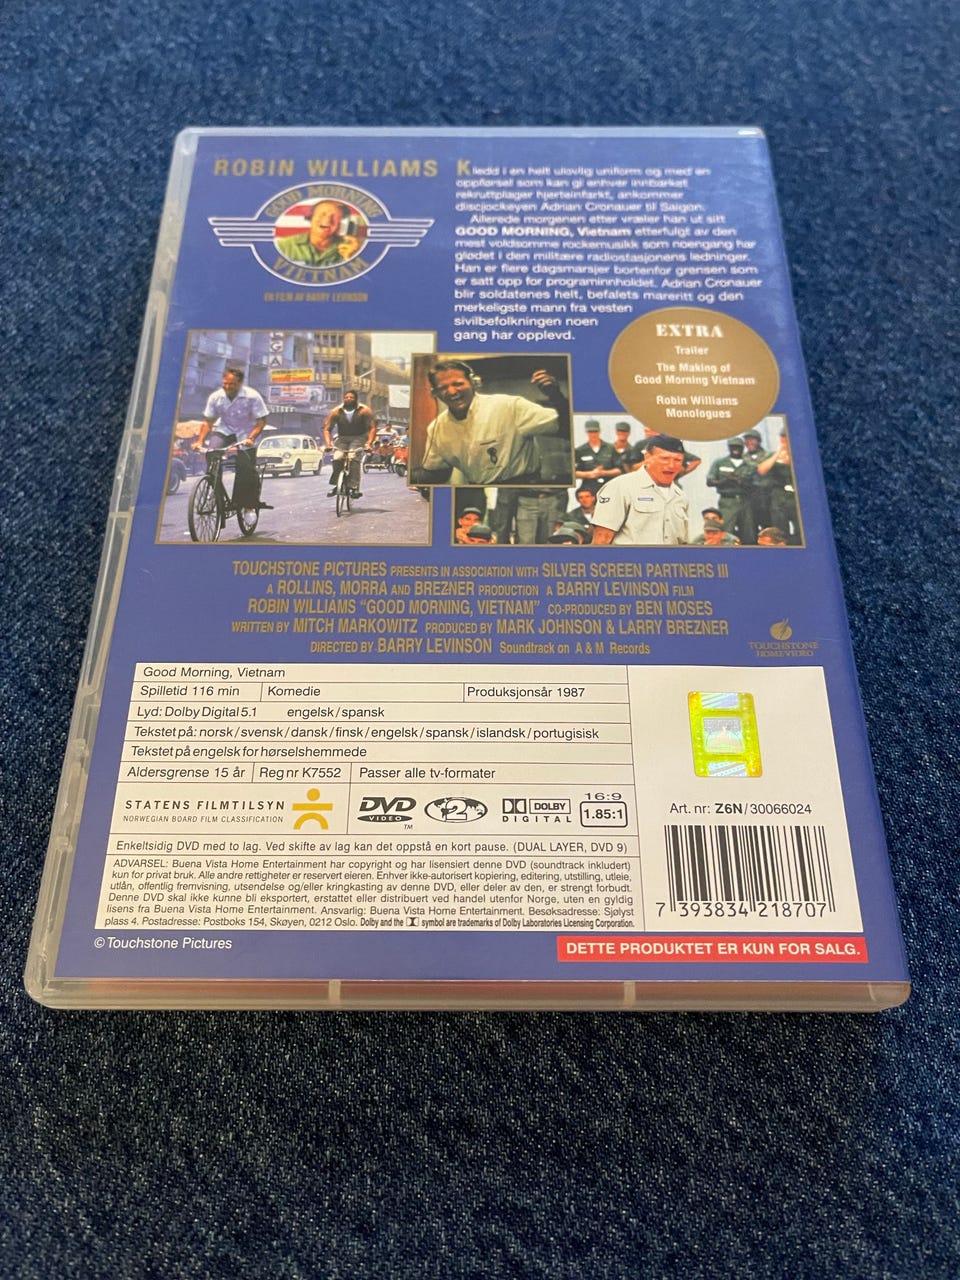 ROBIN WILLIAMS
GOOD MORNING
VIETNAM
EN FILM AV BARRY LEVINSON
Kledd i en helt ulovlig uniform og med en
oppførsel som kan gi enhver innbarket
rekruttplager hjerteinfarkt, ankommer
discjockeyen Adrian Cronauer til Saigon.
Allerede morgenen etter vræler han ut sitt
GOOD MORNING, Vietnam etterfulgt av den
mest voldsomme rockemusikk som noengang har
glødet i den militære radiostasjonens ledninger.
Han er flere dagsmarsjer bortenfor grensen som
er satt opp for programinnholdet. Adrian Cronauer
blir soldatenes helt, befalets mareritt og den
merkeligste mann fra vesten
sivilbefolkningen noen
gang har opplevd.
EXTRA
Trailer
The Making of
Good Morning Vietnam
Robin Williams
Monologues
TOUCHSTONE PICTURES PRESENTS IN ASSOCIATION WITH SILVER SCREEN PARTNERS III
A ROLLINS, MORRA AND BREZNER PRODUCTION A BARRY LEVINSON FILM
ROBIN WILLIAMS "GOOD MORNING, VIETNAM" CO-PRODUCED BY BEN MOSES
WRITTEN BY MITCH MARKOWITZ PRODUCED BY MARK JOHNSON & LARRY BREZNER
DIRECTED BY BARRY LEVINSON Soundtrack on A & M Records
TOUCHSTONE
HOME VIDEO
Good Morning, Vietnam
Spilletid 116 min Komedie Produksjonsår 1987
Lyd: Dolby Digital 5.1 engelsk/spansk
Tekstet på: norsk/svensk/dansk/finsk/engelsk/spansk/islandsk/portugisisk
Tekstet på engelsk for hørselshemmede
Aldersgrense 15 år Reg nr K7552 Passer alle tv-formater
STATENS FILMTILSYN
NORWEGIAN BOARD FILM CLASSIFICATION
DVD
VIDEO
TM
2
DOLBY
DIGITAL
16:9
1.85:1
Enkeltsidig DVD med to lag. Ved skifte av lag kan det oppstå en kort pause. (DUAL LAYER, DVD 9)
ADVARSEL: Buena Vista Home Entertainment har copyright og har lisensiert denne DVD (soundtrack inkludert)
kun for privat bruk. Alle andre rettigheter er reservert eieren. Enhver ikke-autorisert kopiering, editering, utstilling, utleie,
utlån, offentlig fremvisning, utsendelse og/eller kringkasting av denne DVD, eller deler av den, er strengt forbudt.
Denne DVD skal ikke kunne bli eksportert, erstattet eller distribuert ved handel utenfor Norge, uten en gyldig
lisens fra Buena Vista Home Entertainment. Ansvarlig: Buena Vista Home Entertainment. Besøksadresse: Sjølyst
plass 4. Postadresse: Postboks 154, Skøyen, 0212 Oslo. Dolby and the symbol are trademarks of Dolby Laboratories Licensing Corporation.
Art. nr: Z6N/30066024
7 393834 218707
© Touchstone Pictures
DETTE PRODUKTET ER KUN FOR SALG.